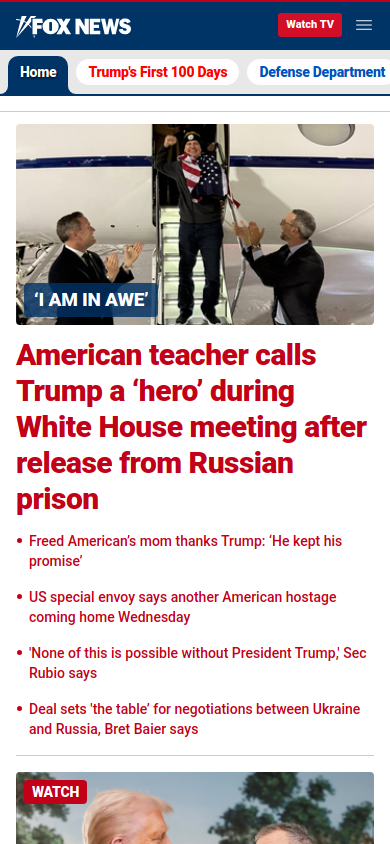 FOX NEWS
Watch TV
Home
Trump's First 100 Days
Defense Department
‘I AM IN AWE’
American teacher calls
Trump a ‘hero’ during
White House meeting after
release from Russian
prison
• Freed American’s mom thanks Trump: ‘He kept his
promise’
• US special envoy says another American hostage
coming home Wednesday
• 'None of this is possible without President Trump,' Sec
Rubio says
• Deal sets 'the table’ for negotiations between Ukraine
and Russia, Bret Baier says
WATCH